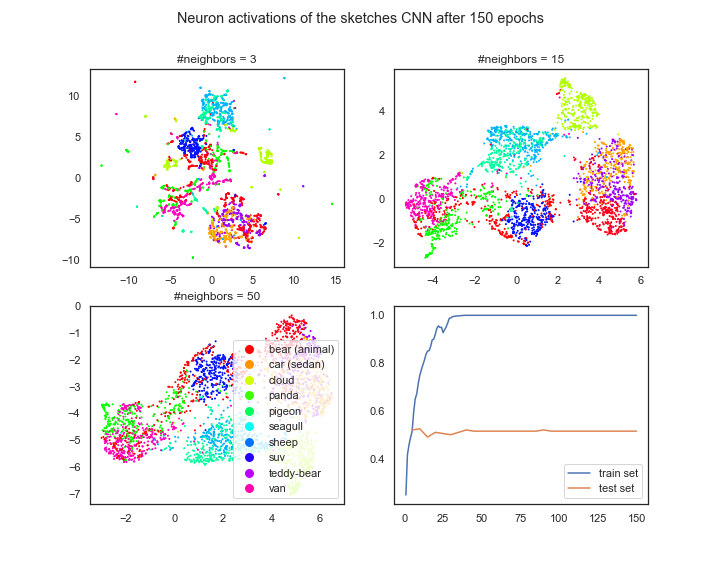 Neuron activations of the sketches CNN after 150 epochs
#neighbors = 3
10
5
0
−5
−10
−10 −5 0 5 10 15
#neighbors = 15
4
2
0
−2
−4 −2 0 2 4 6
#neighbors = 50
0
−1
−2
−3
−4
−5
−6
−7
−2 0 2 4 6
bear (animal)
car (sedan)
cloud
panda
pigeon
seagull
sheep
suv
teddy-bear
van
1.0
0.8
0.6
0.4
1 25 50 75 100 125 150
train set
test set